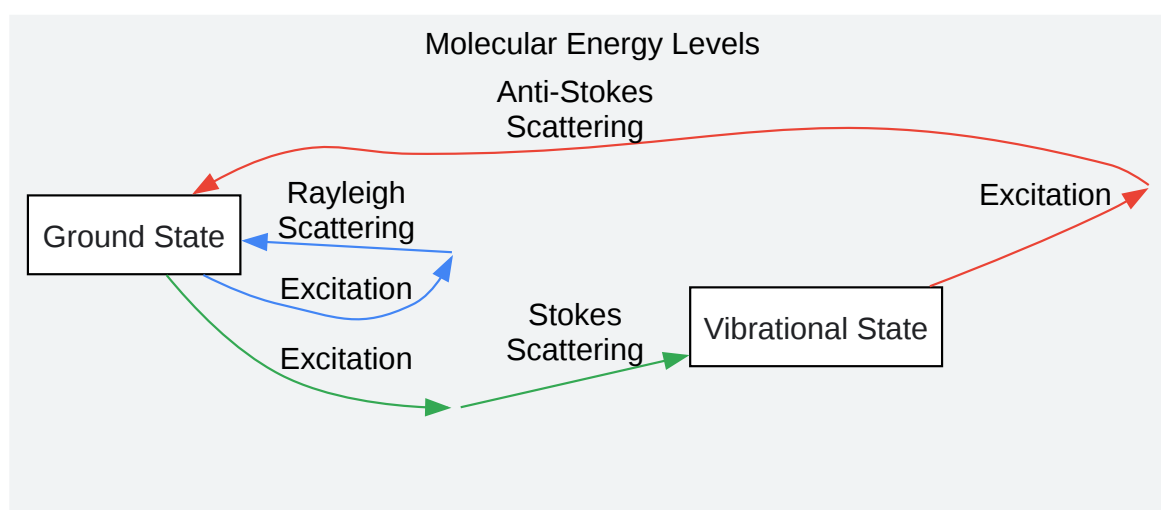 Molecular Energy Levels
Anti-Stokes
Scattering
Rayleigh
Scattering
Excitation
Ground State
Excitation
Excitation
Stokes
Scattering
Vibrational State